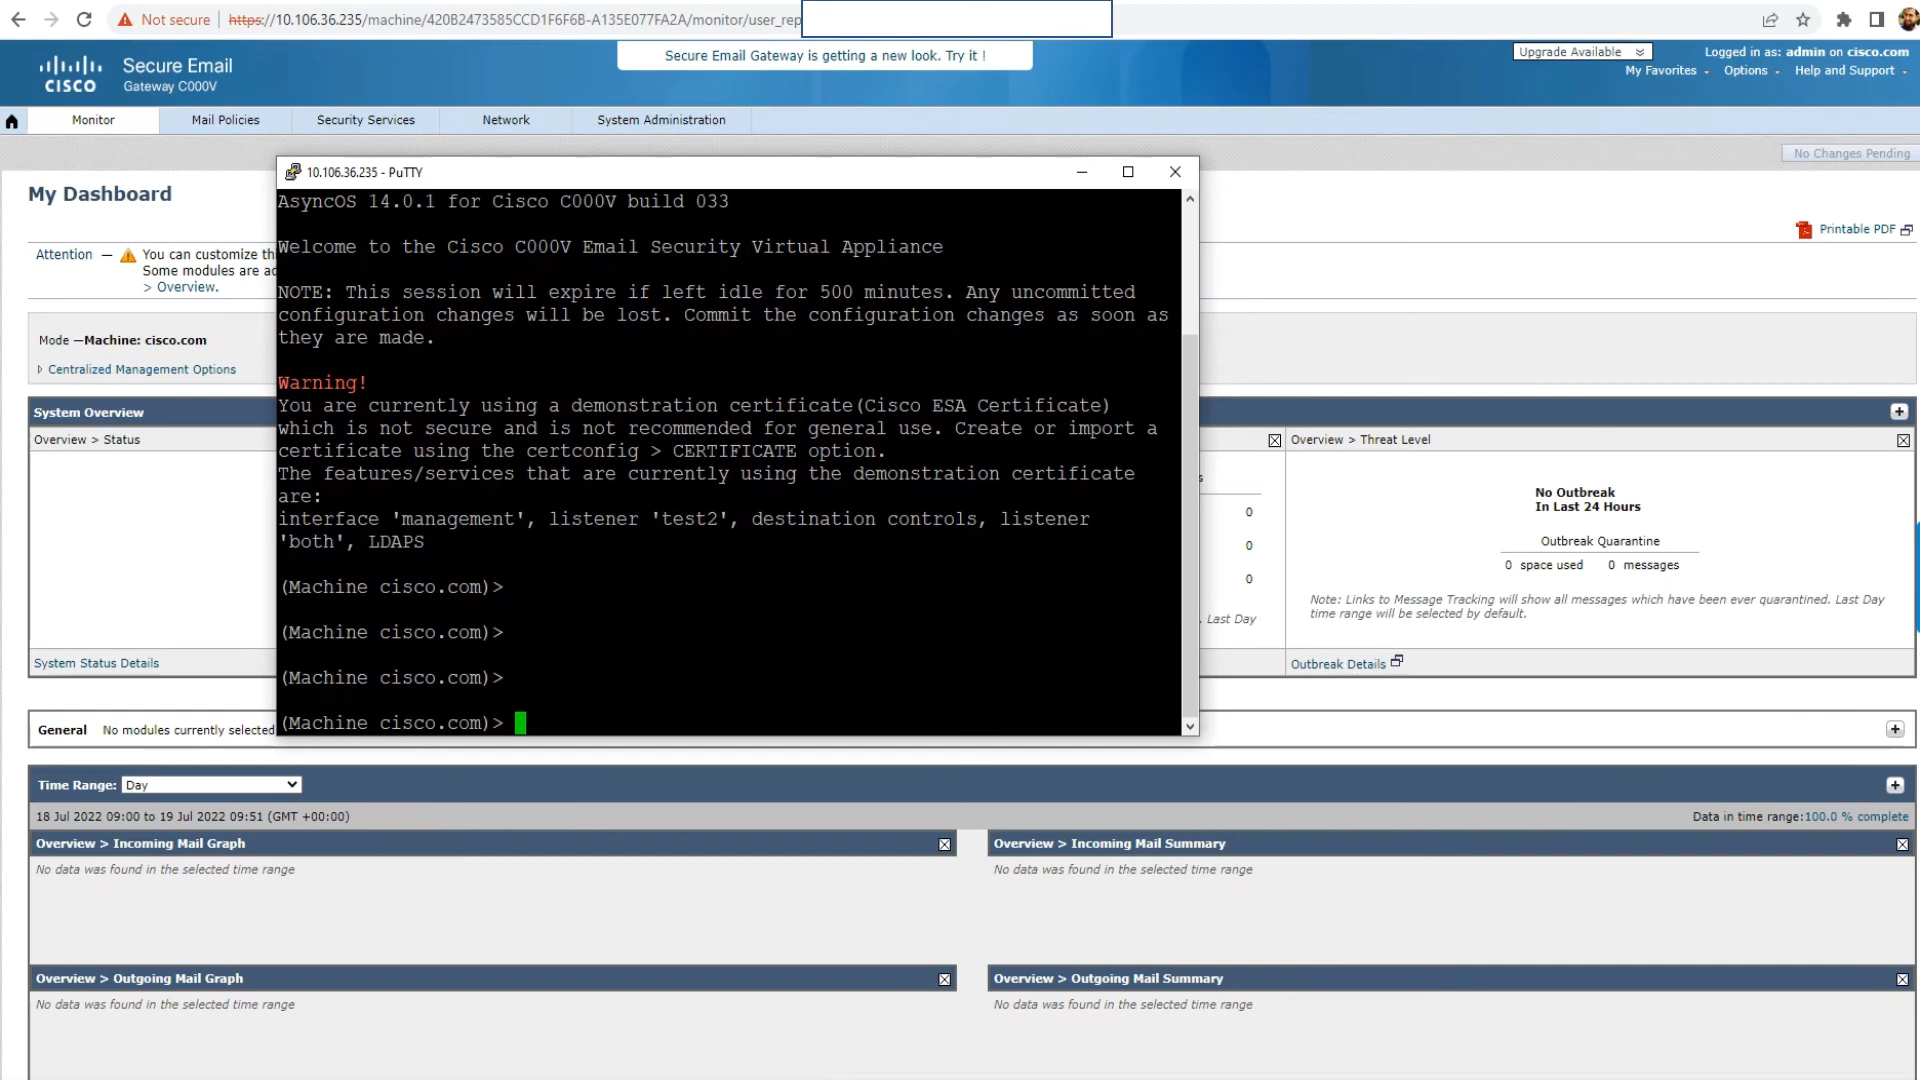 Not secure
https://10.106.36.235/machine/420B2473585CCD1F6F6B-A135E077FA2A/monitor/user_rep
CISCO
Secure Email
Gateway C000V
Secure Email Gateway is getting a new look. Try it !
Upgrade Available
Logged in as: admin on cisco.com
My Favorites
Options
Help and Support
Monitor
Mail Policies
Security Services
Network
System Administration
No Changes Pending
My Dashboard
Printable PDF
Attention —
You can customize th
Some modules are
> Overview.
Mode —Machine: cisco.com
Centralized Management Options
System Overview
Overview > Status
System Status Details
10.106.36.235 - PuTTY
AsyncOS 14.0.1 for Cisco C000V build 033
Welcome to the Cisco C000V Email Security Virtual Appliance
NOTE: This session will expire if left idle for 500 minutes. Any uncommitted
configuration changes will be lost. Commit the configuration changes as soon as
they are made.
Warning!
You are currently using a demonstration certificate(Cisco ESA Certificate)
which is not secure and is not recommended for general use. Create or import a
certificate using the certconfig > CERTIFICATE option.
The features/services that are currently using the demonstration certificate
are:
interface 'management', listener 'test2', destination controls, listener
'both', LDAPS
(Machine cisco.com)>
(Machine cisco.com)>
(Machine cisco.com)>
(Machine cisco.com)>
0
0
0
Last Day
Overview > Threat Level
No Outbreak
In Last 24 Hours
Outbreak Quarantine
0 space used 0 messages
Note: Links to Message Tracking will show all messages which have been ever quarantined. Last Day
time range will be selected by default.
Outbreak Details
General
No modules currently selected
Time Range: Day
18 Jul 2022 09:00 to 19 Jul 2022 09:51 (GMT +00:00)
Data in time range:100.0 % complete
Overview > Incoming Mail Graph
No data was found in the selected time range
Overview > Incoming Mail Summary
No data was found in the selected time range
Overview > Outgoing Mail Graph
No data was found in the selected time range
Overview > Outgoing Mail Summary
No data was found in the selected time range